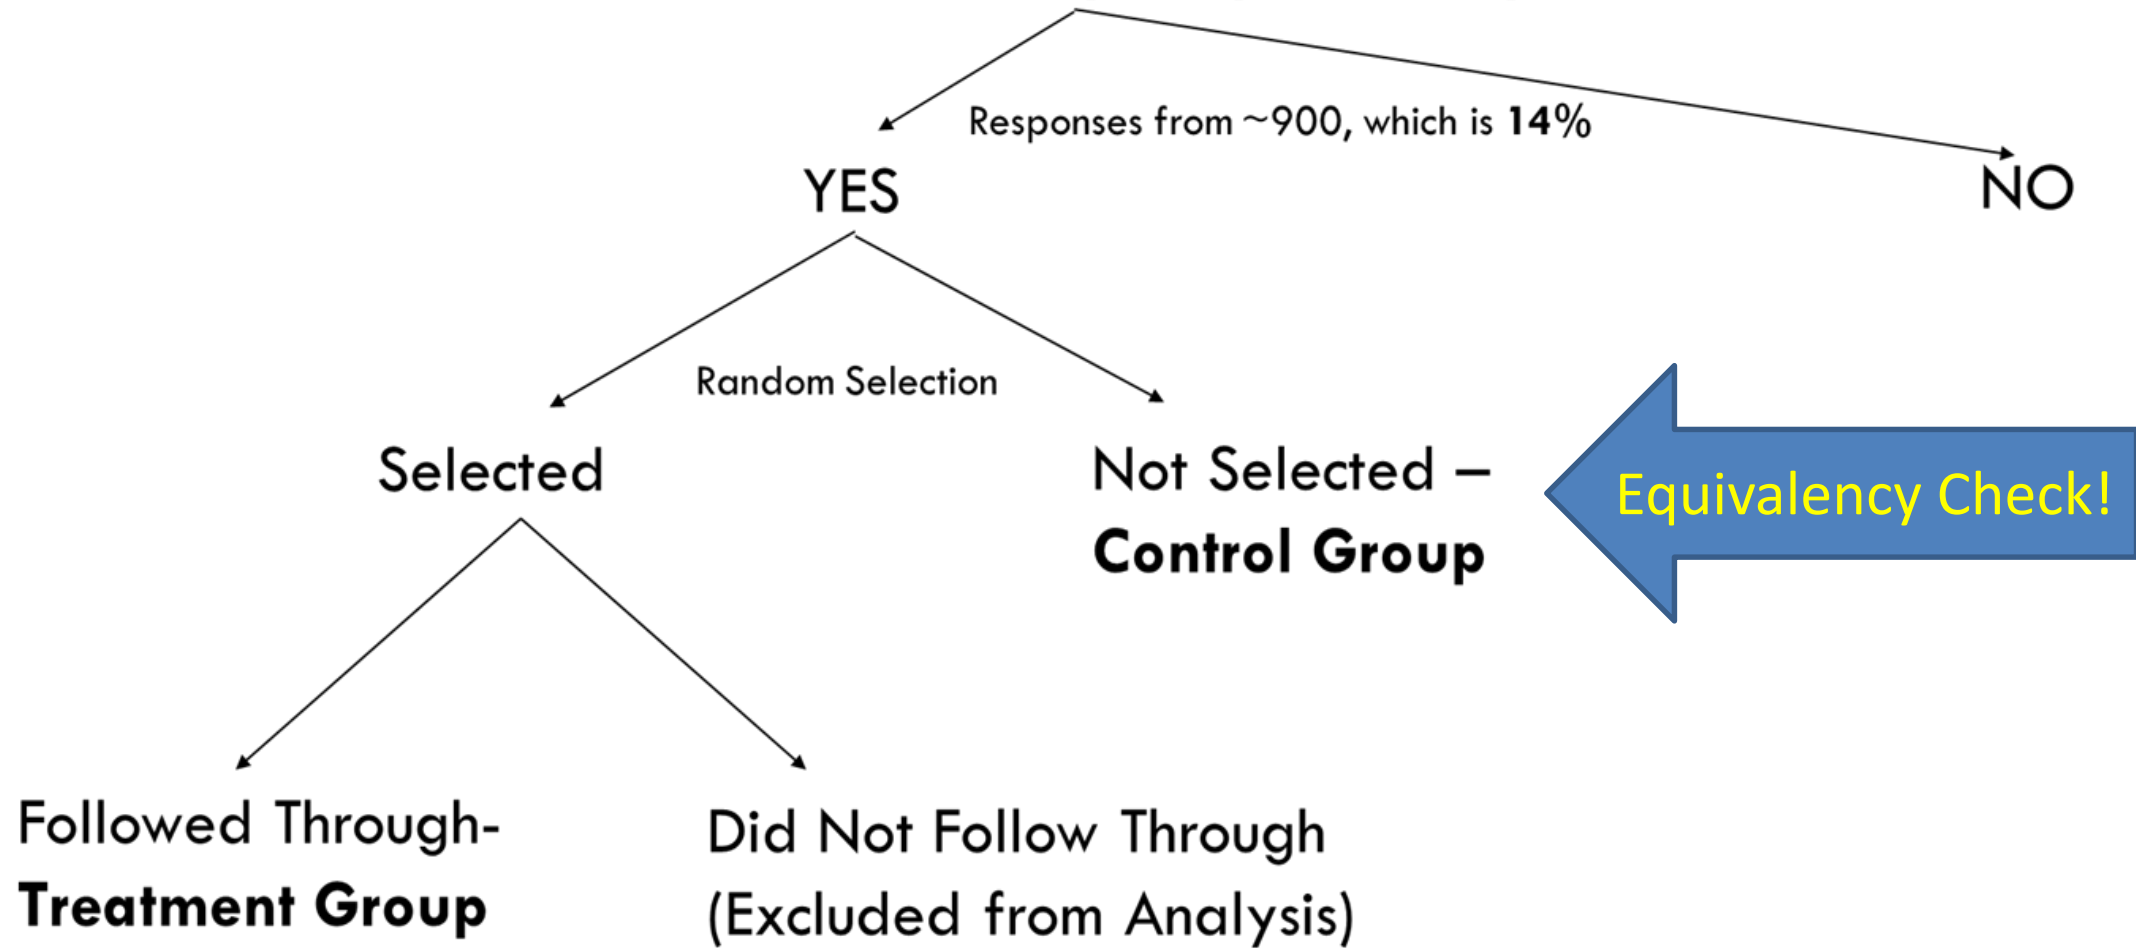 Responses from ~900, which is 14%
YES
NO
Random Selection
Selected
Not Selected –
Control Group
Equivalency Check!
Followed Through-
Treatment Group
Did Not Follow Through
(Excluded from Analysis)